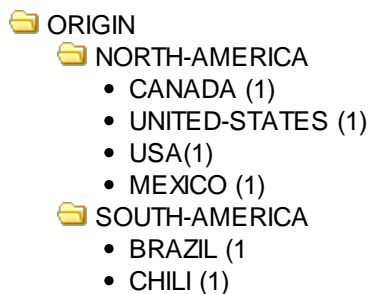 ORIGIN
NORTH-AMERICA
• CANADA (1)
• UNITED-STATES (1)
• USA(1)
• MEXICO (1)
SOUTH-AMERICA
• BRAZIL (1
• CHILI (1)